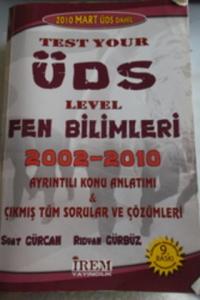 2010 MART ÜDS DAHİL
TEST YOUR
ÜDS
LEVEL
FEN BİLİMLERİ
2002-2010
AYRINTILI KONU ANLATIMI
&
ÇIKMIŞ TÜM SORULAR VE ÇÖZÜMLERİ
SUAT GÜRCAN RIDVAN GÜRBÜZ
9. BASKI
İREM
YAYINCILIK